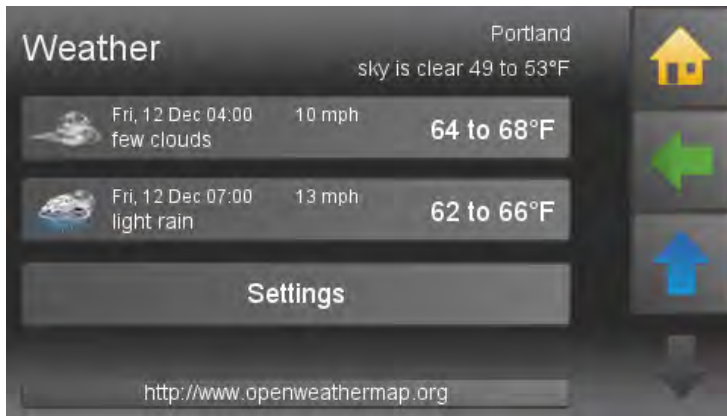 Weather
Portland
sky is clear 49 to 53°F
Fri, 12 Dec 04:00 10 mph
few clouds
64 to 68°F
Fri, 12 Dec 07:00 13 mph
light rain
62 to 66°F
Settings
http://www.openweathermap.org